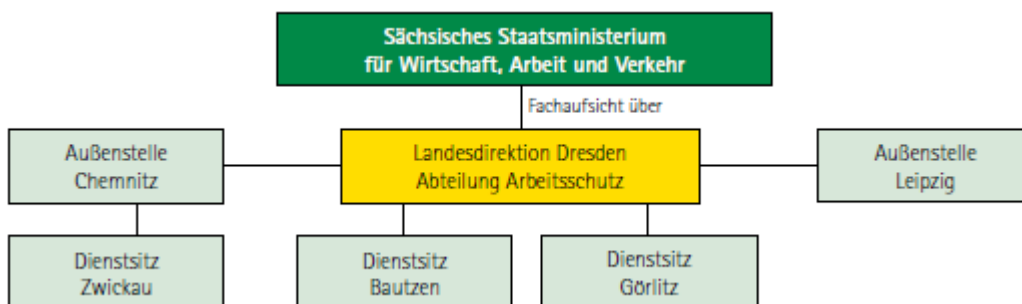 Sächsisches Staatsministerium
für Wirtschaft, Arbeit und Verkehr
Fachaufsicht über
Außenstelle
Chemnitz
Landesdirektion Dresden
Abteilung Arbeitsschutz
Außenstelle
Leipzig
Dienstsitz
Zwickau
Dienstsitz
Bautzen
Dienstsitz
Görlitz